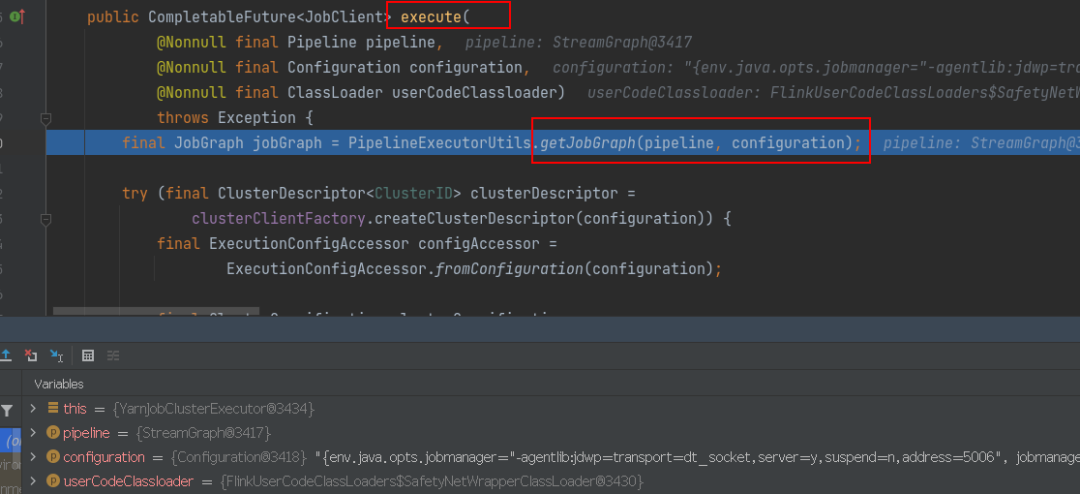 public CompletableFuture<JobClient> execute(
@Nonnull final Pipeline pipeline, pipeline: StreamGraph@3417
@Nonnull final Configuration configuration, configuration: "{env.java.opts.jobmanager="-agentlib:jdwp=tra
@Nonnull final ClassLoader userCodeClassloader) userCodeClassloader: FlinkUserCodeClassLoaders$SafetyNetW
throws Exception {
final JobGraph jobGraph = PipelineExecutorUtils.getJobGraph(pipeline, configuration); pipeline: StreamGraph@3
try (final ClusterDescriptor<ClusterID> clusterDescriptor =
clusterClientFactory.createClusterDescriptor(configuration)) {
final ExecutionConfigAccessor configAccessor =
ExecutionConfigAccessor.fromConfiguration(configuration);
Variables
this = {YarnJobClusterExecutor@3434}
pipeline = {StreamGraph@3417}
configuration = {Configuration@3418} "{env.java.opts.jobmanager="-agentlib:jdwp=transport=dt_socket,server=y,suspend=n,address=5006", jobmanage
userCodeClassloader = {FlinkUserCodeClassLoaders$SafetyNetWrapperClassLoader@3430}